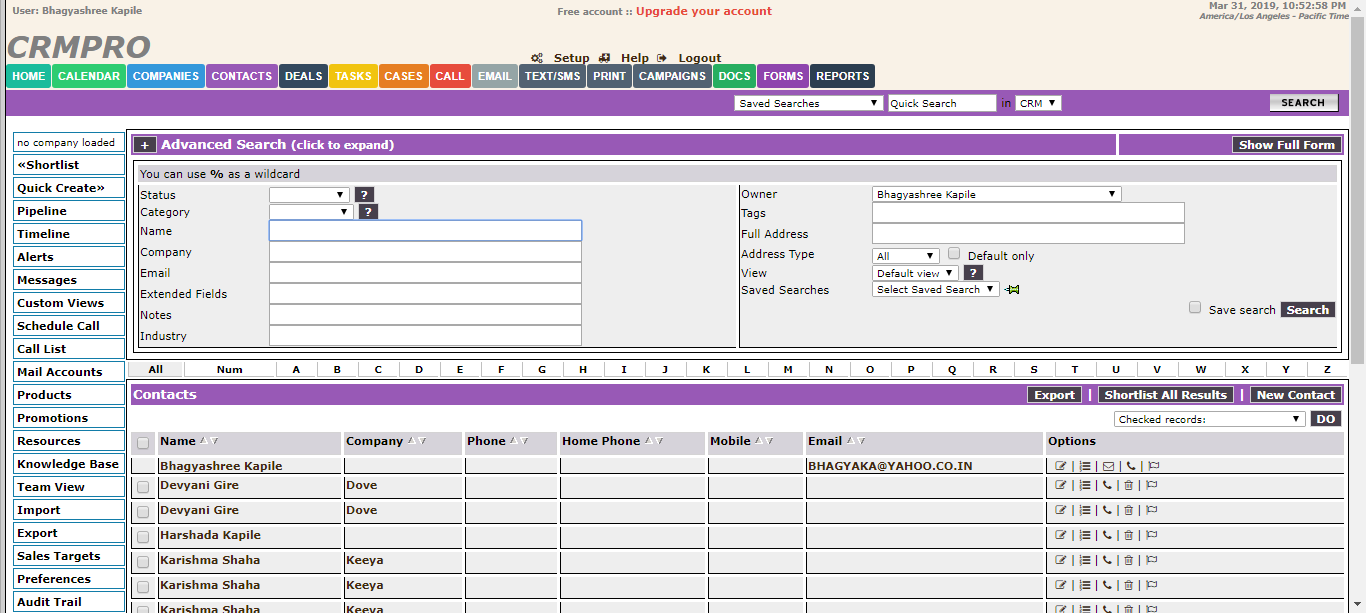 User: Bhagyashree Kapile
Free account :: Upgrade your account
Mar 31, 2019, 10:52:58 PM
America/Los Angeles - Pacific Time
CRMPRO
Setup Help Logout
HOME CALENDAR COMPANIES CONTACTS DEALS TASKS CASES CALL EMAIL TEXT/SMS PRINT CAMPAIGNS DOCS FORMS REPORTS
Saved Searches Quick Search in CRM SEARCH
no company loaded
«Shortlist
Quick Create»
Pipeline
Timeline
Alerts
Messages
Custom Views
Schedule Call
Call List
Mail Accounts
Products
Promotions
Resources
Knowledge Base
Team View
Import
Export
Sales Targets
Preferences
Audit Trail
+ Advanced Search (click to expand) Show Full Form
You can use % as a wildcard
Status ?
Category ?
Name
Company
Email
Extended Fields
Notes
Industry
Owner Bhagyashree Kapile
Tags
Full Address
Address Type All Default only
View Default view ?
Saved Searches Select Saved Search
Save search Search
All Num A B C D E F G H I J K L M N O P Q R S T U V W X Y Z
Contacts Export | Shortlist All Results | New Contact
Checked records: DO
Name Company Phone Home Phone Mobile Email Options
Bhagyashree Kapile BHAGYAKA@YAHOO.CO.IN | | | |
Devyani Gire Dove | | | |
Devyani Gire Dove | | | |
Harshada Kapile | | | |
Karishma Shaha Keeya | | | |
Karishma Shaha Keeya | | | |
Karishma Shaha Keeya | | | |